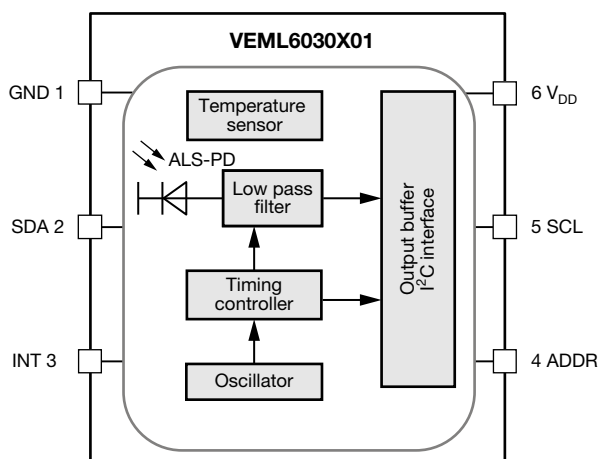 VEML6030X01
GND 1
6 VDD
Temperature
sensor
ALS-PD
Low pass
filter
SDA 2
5 SCL
Output buffer
I²C interface
Timing
controller
INT 3
4 ADDR
Oscillator